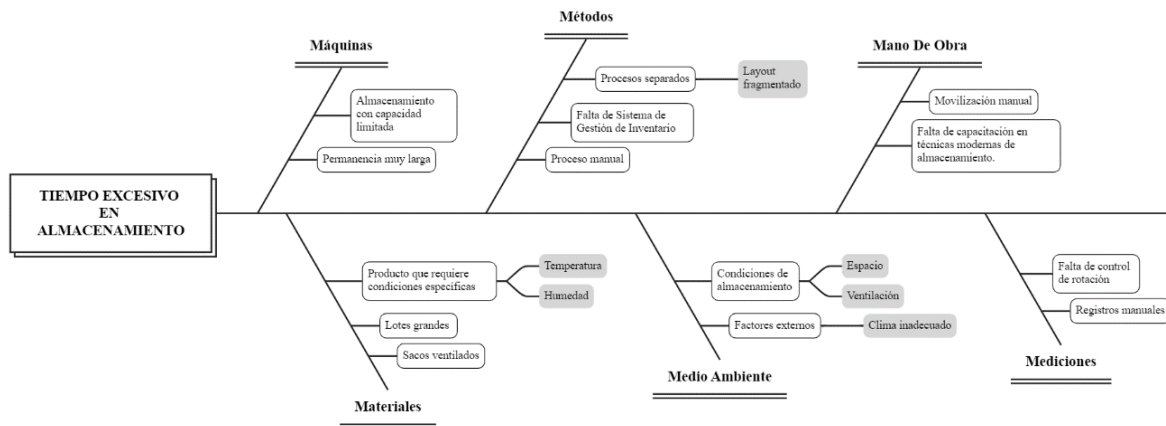 Métodos
Máquinas
Mano De Obra
Procesos separados
Layout
fragmentado
Almacenamiento
con capacidad
limitada
Movilización manual
Falta de Sistema de
Gestión de Inventario
Falta de capacitación en
técnicas modernas de
almacenamiento.
Permanencia muy larga
Proceso manual
TIEMPO EXCESIVO
EN
ALMACENAMIENTO
Producto que requiere
condiciones especificas
Temperatura
Humedad
Condiciones de
almacenamiento
Espacio
Ventilación
Falta de control
de rotación
Lotes grandes
Factores externos
Clima inadecuado
Registros manuales
Sacos ventilados
Mediciones
Medio Ambiente
Materiales